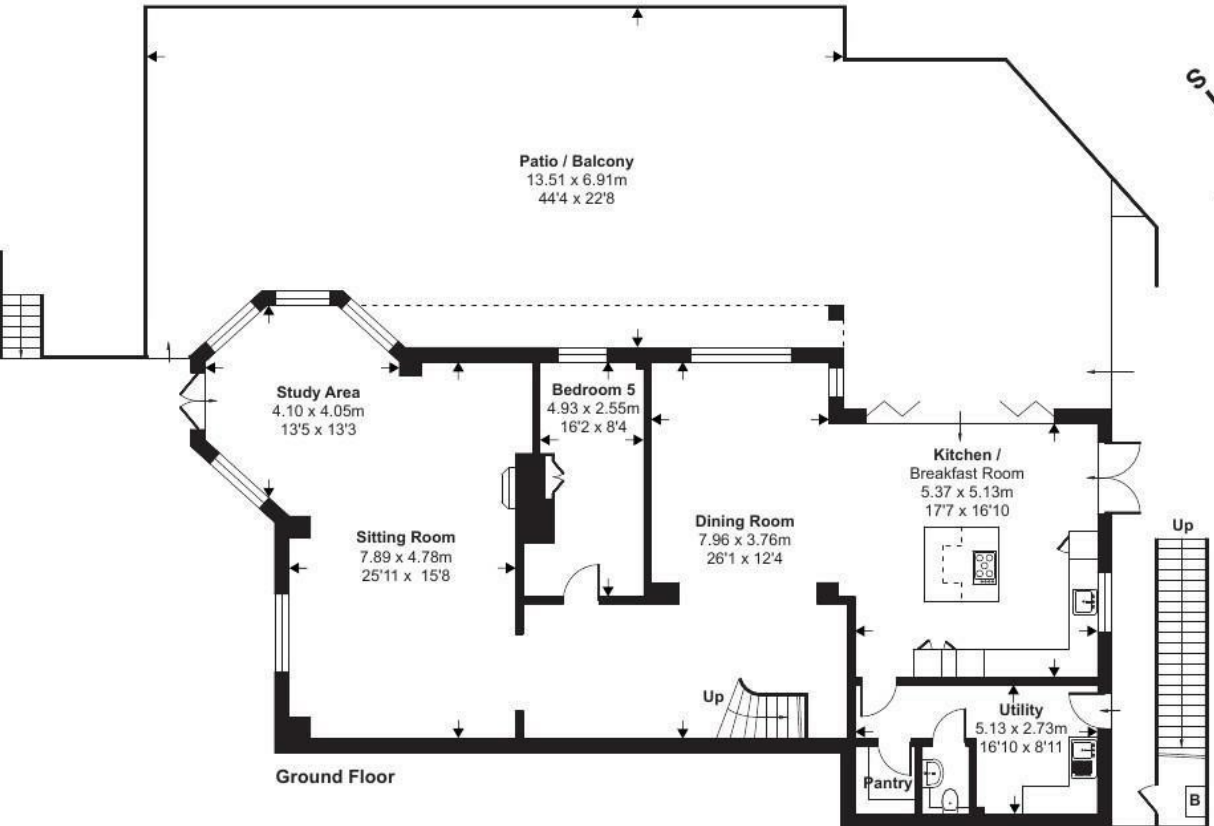 S
Patio / Balcony
13.51 x 6.91m
44'4 x 22'8
Study Area
4.10 x 4.05m
13'5 x 13'3
Bedroom 5
4.93 x 2.55m
16'2 x 8'4
Kitchen /
Breakfast Room
5.37 x 5.13m
17'7 x 16'10
Sitting Room
7.89 x 4.78m
25'11 x 15'8
Dining Room
7.96 x 3.76m
26'1 x 12'4
Up
Up
Utility
5.13 x 2.73m
16'10 x 8'11
Pantry
B
Ground Floor